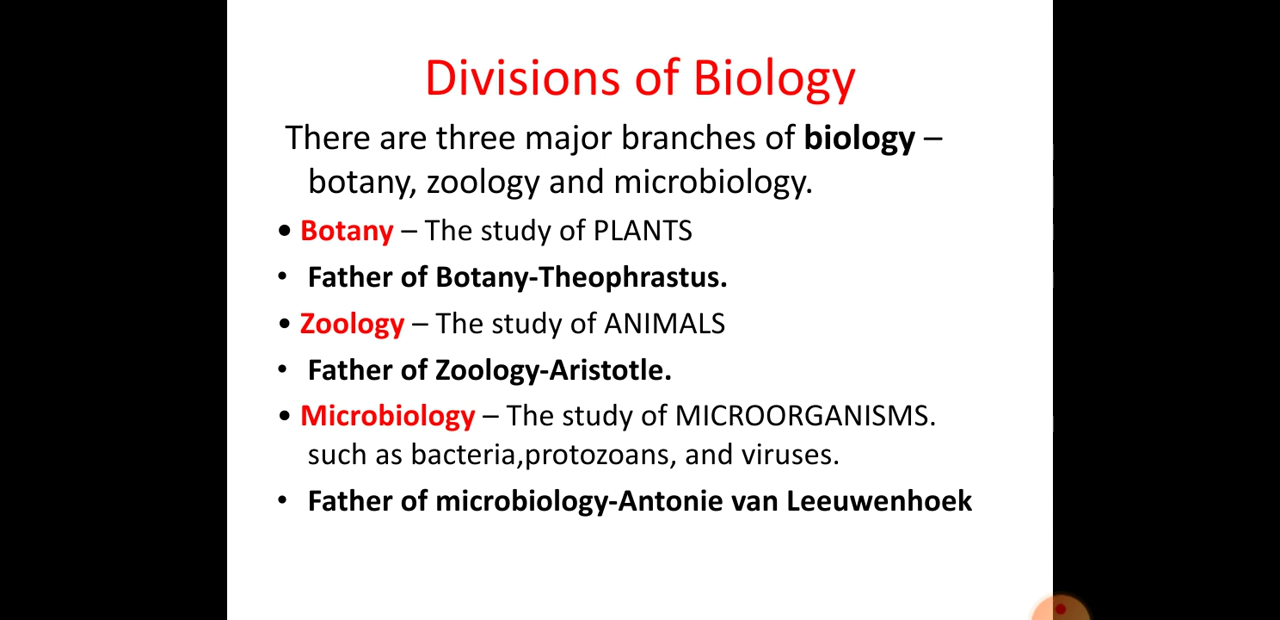 Divisions of Biology
There are three major branches of biology –
botany, zoology and microbiology.
• Botany – The study of PLANTS
• Father of Botany-Theophrastus.
• Zoology – The study of ANIMALS
• Father of Zoology-Aristotle.
• Microbiology – The study of MICROORGANISMS.
such as bacteria,protozoans, and viruses.
• Father of microbiology-Antonie van Leeuwenhoek